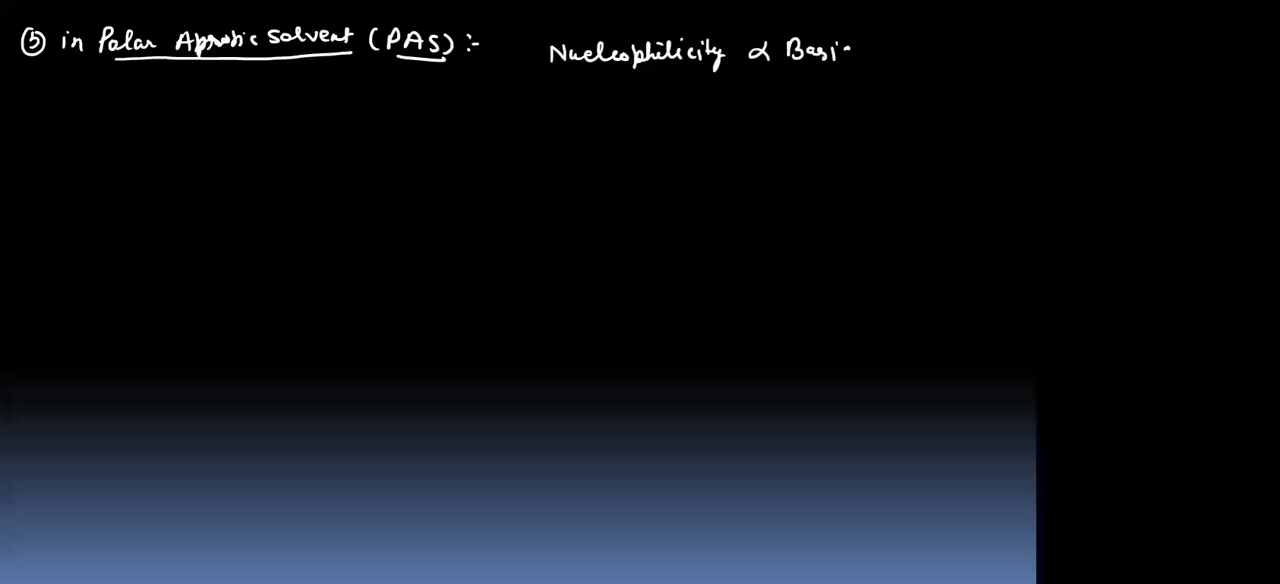 ⑤ in Polar Aprotic Solvent (PAS) :- Nucleophilicity ∝ Basi